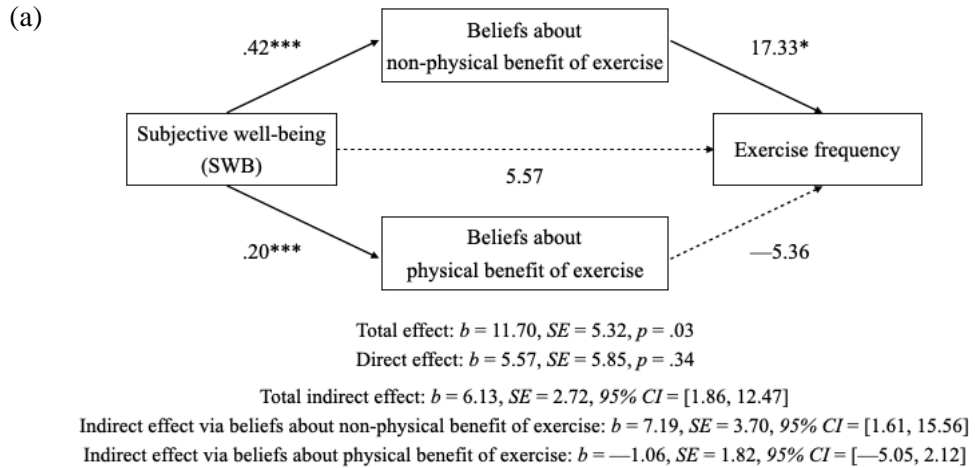 (a)
Beliefs about
non-physical benefit of exercise
.42***
17.33*
Subjective well-being
(SWB)
Exercise frequency
5.57
Beliefs about
physical benefit of exercise
.20***
—5.36
Total effect: b = 11.70, SE = 5.32, p = .03
Direct effect: b = 5.57, SE = 5.85, p = .34
Total indirect effect: b = 6.13, SE = 2.72, 95% CI = [1.86, 12.47]
Indirect effect via beliefs about non-physical benefit of exercise: b = 7.19, SE = 3.70, 95% CI = [1.61, 15.56]
Indirect effect via beliefs about physical benefit of exercise: b = —1.06, SE = 1.82, 95% CI = [—5.05, 2.12]